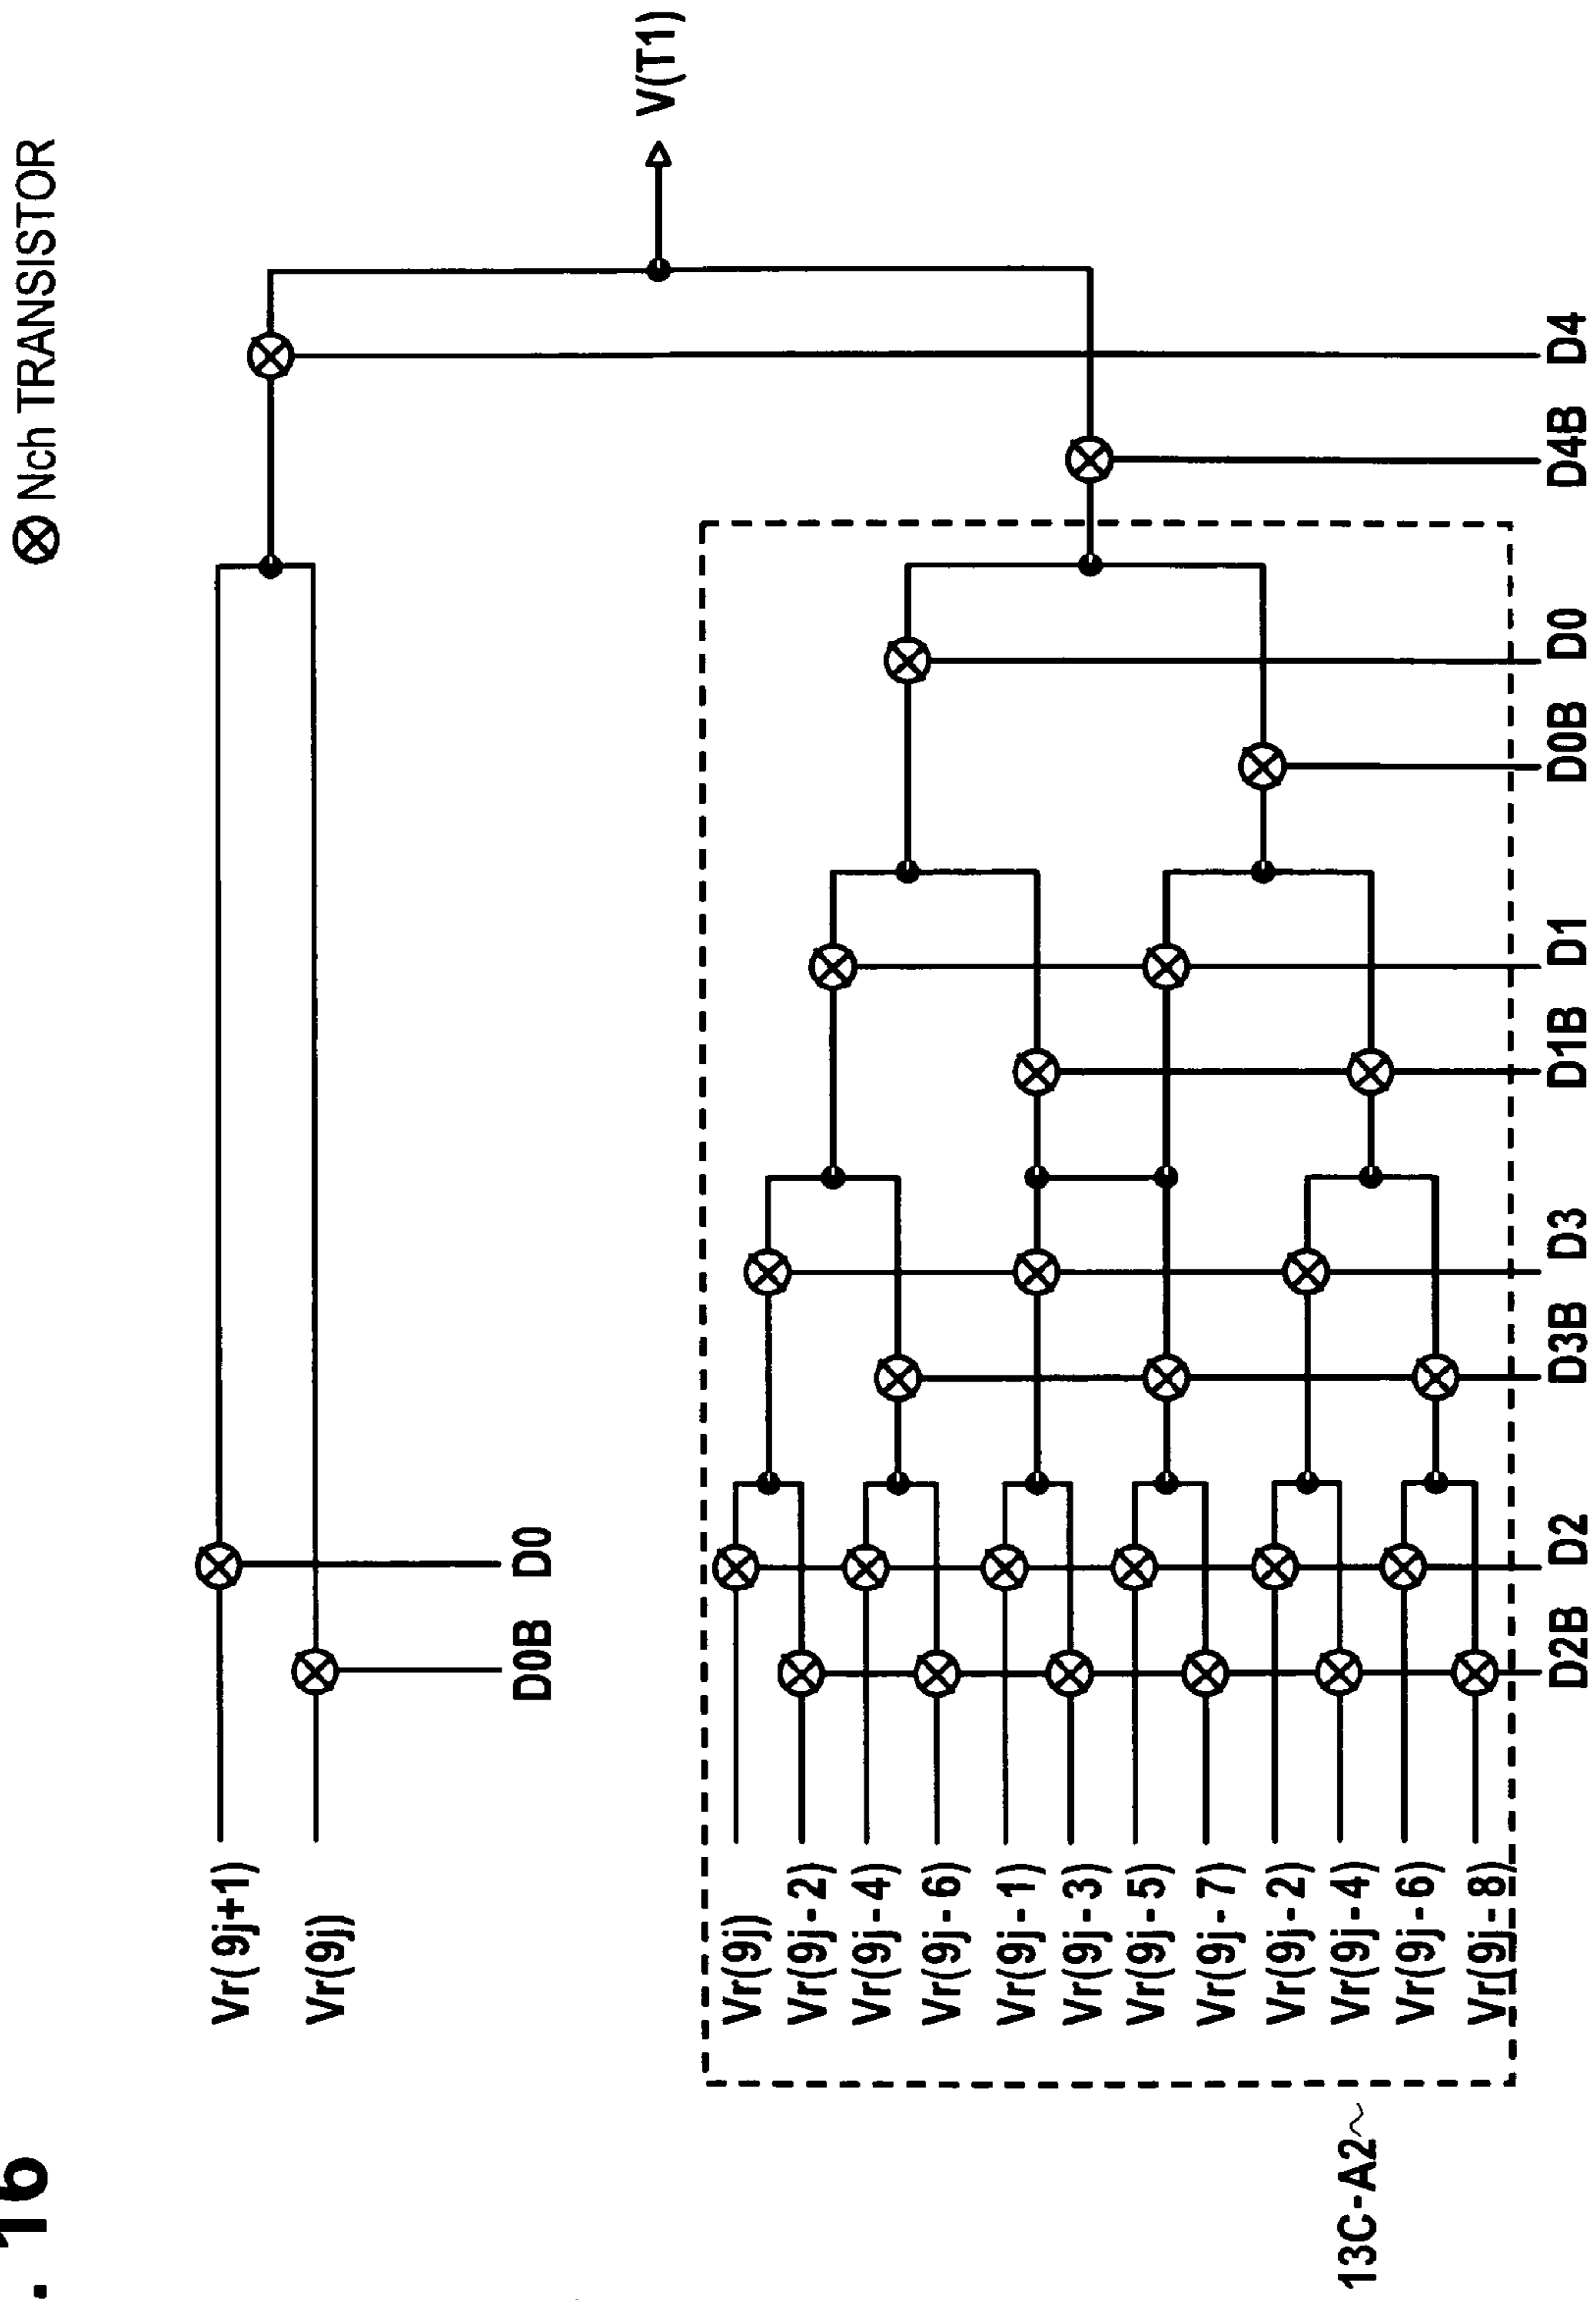 . 16
⊗ Nch TRANSISTOR
Vr(9j+1)
Vr(9j)
D0B D0
V(T1)
Vr(9j)
Vr(9j-2)
Vr(9j-4)
Vr(9j-6)
Vr(9j-1)
Vr(9j-3)
Vr(9j-5)
Vr(9j-7)
Vr(9j-2)
Vr(9j-4)
Vr(9j-6)
Vr(9j-8)
13C-A2
D2B D2 D3B D3 D1B D1 D0B D0 D4B D4